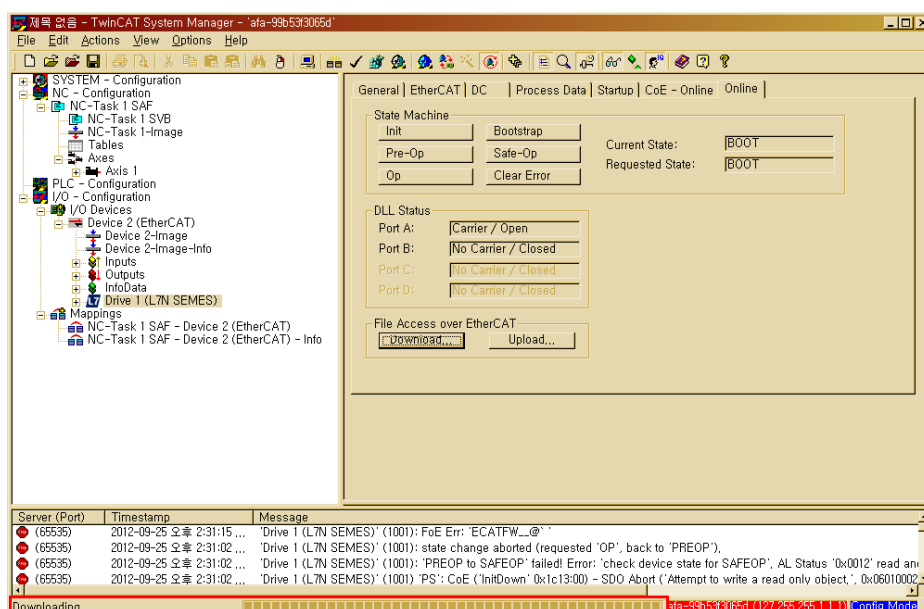 제목 없음 - TwinCAT System Manager - 'afa-99b53f3065d'
File Edit Actions View Options Help
SYSTEM - Configuration
NC - Configuration
NC-Task 1 SAF
NC-Task 1 SVB
NC-Task 1-Image
Tables
Axes
Axis 1
PLC - Configuration
I/O - Configuration
I/O Devices
Device 2 (EtherCAT)
Device 2-Image
Device 2-Image-Info
Inputs
Outputs
InfoData
L7 Drive 1 (L7N SEMES)
Mappings
NC-Task 1 SAF - Device 2 (EtherCAT)
NC-Task 1 SAF - Device 2 (EtherCAT) - Info
General EtherCAT DC Process Data Startup CoE - Online Online
State Machine
Init Bootstrap
Pre-Op Safe-Op
Op Clear Error
Current State: BOOT
Requested State: BOOT
DLL Status
Port A: Carrier / Open
Port B: No Carrier / Closed
Port C: No Carrier / Closed
Port D: No Carrier / Closed
File Access over EtherCAT
Download... Upload...
Server (Port) Timestamp Message
(65535) 2012-09-25 오후 2:31:15 ... 'Drive 1 (L7N SEMES)' (1001): FoE Err: 'ECATFW__@` '
(65535) 2012-09-25 오후 2:31:02 ... 'Drive 1 (L7N SEMES)' (1001): state change aborted (requested 'OP', back to 'PREOP').
(65535) 2012-09-25 오후 2:31:02 ... 'Drive 1 (L7N SEMES)' (1001): 'PREOP to SAFEOP' failed! Error: 'check device state for SAFEOP', AL Status '0x0012' read an
(65535) 2012-09-25 오후 2:31:02 ... 'Drive 1 (L7N SEMES)' (1001) 'PS': CoE ('InitDown' 0x1c13:00) - SDO Abort ('Attempt to write a read only object.', 0x06010002
Downloading afa-99b53f3065d (127.255.255.1.1.1) Config Mode